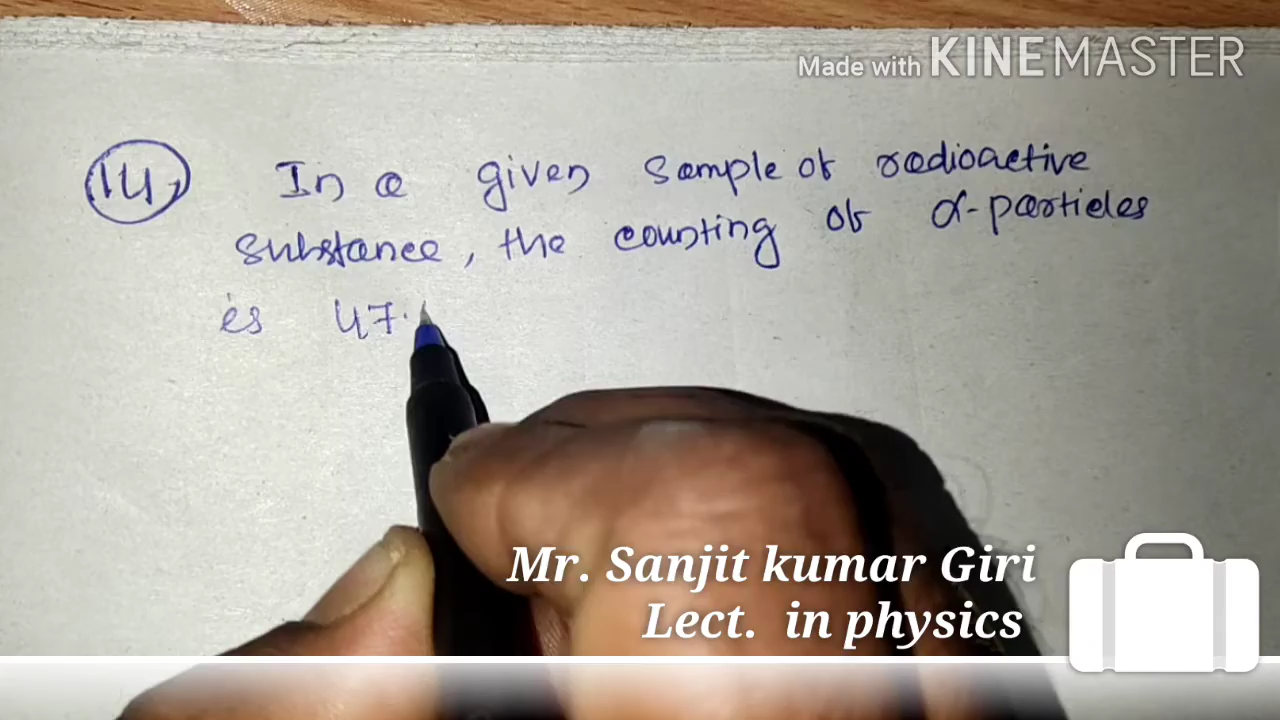 Made with KINEMASTER
14, In a given sample of radioactive
substance, the counting of α-particles
is 47.
Mr. Sanjit kumar Giri
Lect. in physics